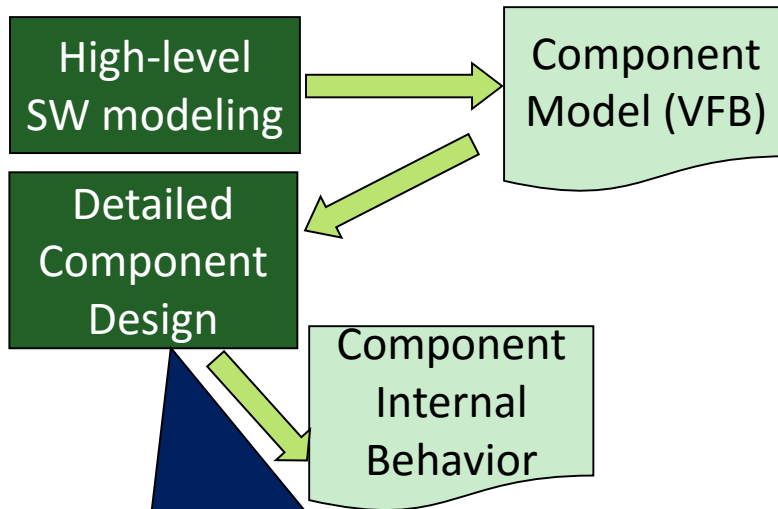 High-level
SW modeling
Component
Model (VFB)
Detailed
Component
Design
Component
Internal
Behavior